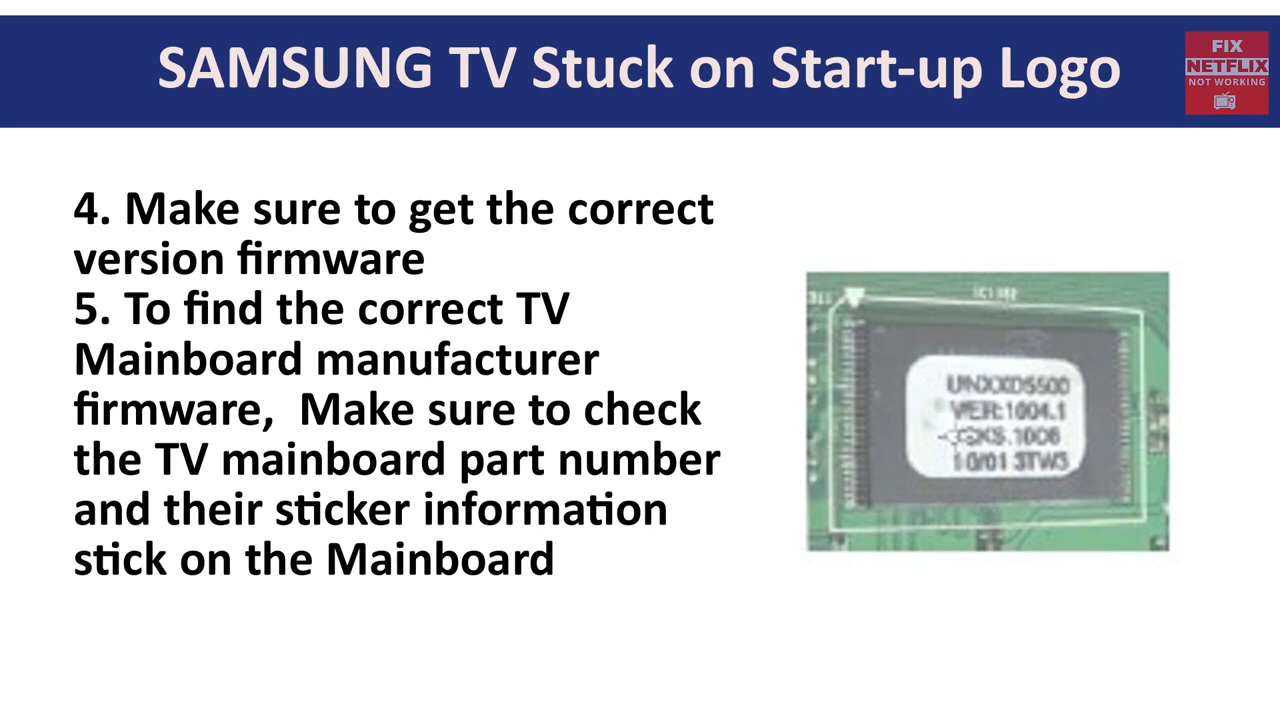 SAMSUNG TV Stuck on Start-up Logo
FIX
NETFLIX
NOT WORKING
4. Make sure to get the correct
version firmware
5. To find the correct TV
Mainboard manufacturer
firmware,  Make sure to check
the TV mainboard part number
and their sticker information
stick on the Mainboard
VER:1004.1